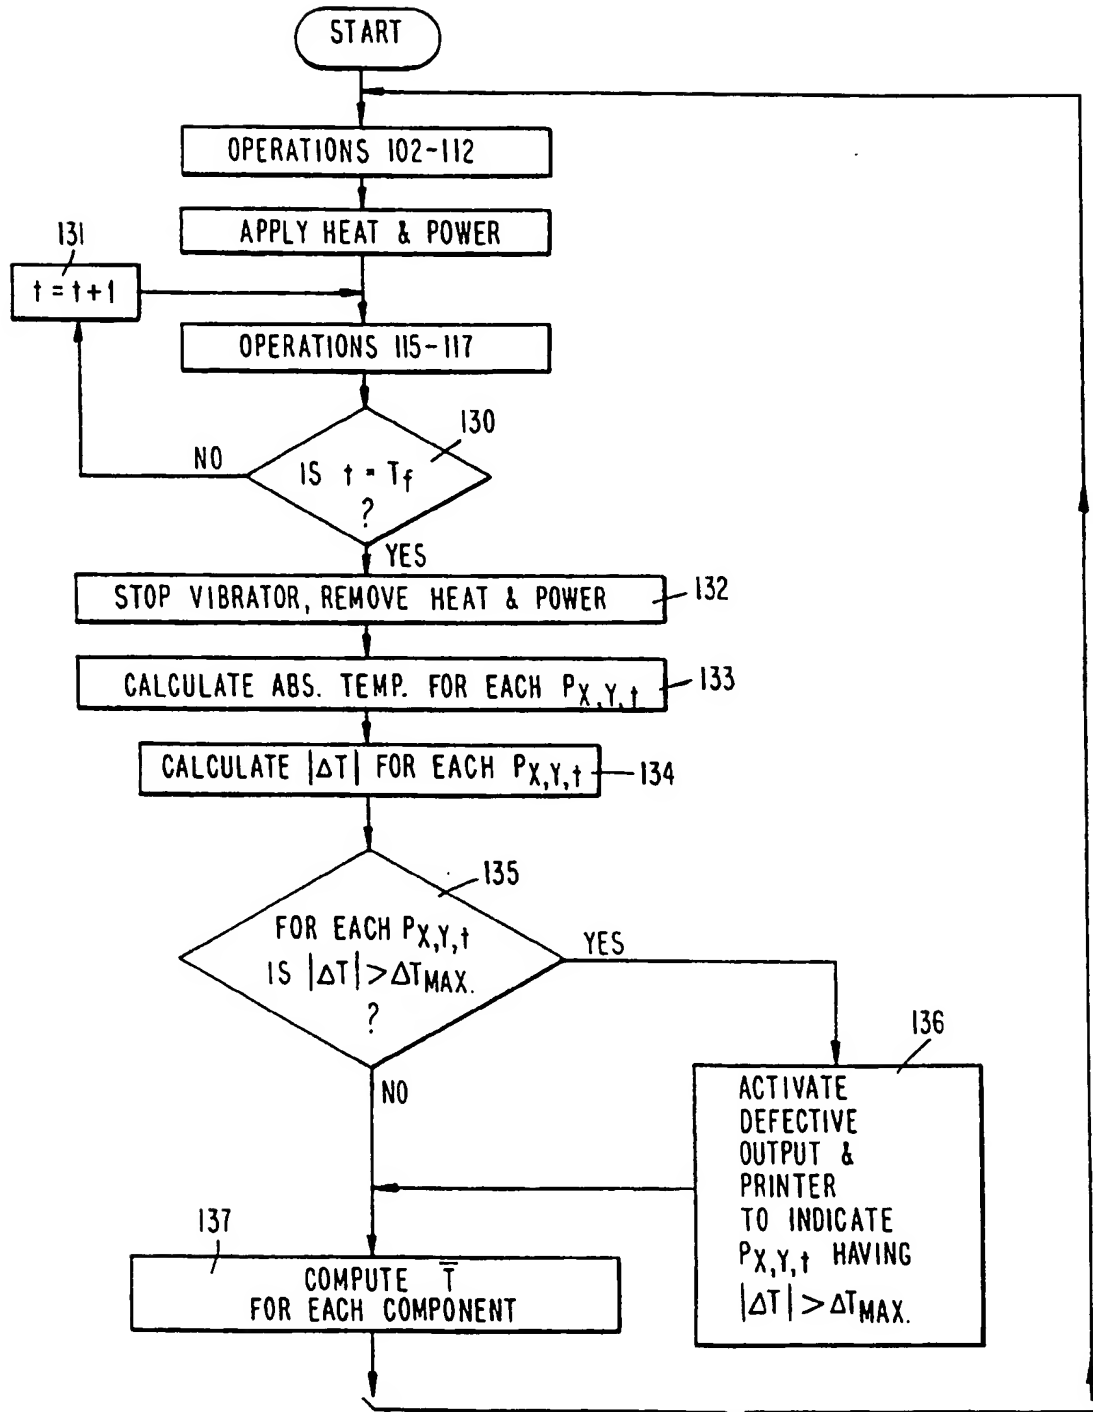 START
OPERATIONS 102-112
APPLY HEAT & POWER
131
t = t+1
OPERATIONS 115-117
130
NO
IS t = Tf
?
YES
STOP VIBRATOR, REMOVE HEAT & POWER
132
CALCULATE ABS. TEMP. FOR EACH PX,Y,t
133
CALCULATE |ΔT| FOR EACH PX,Y,t
134
135
FOR EACH PX,Y,t
IS |ΔT| > ΔTMAX.
?
YES
NO
136
ACTIVATE
DEFECTIVE
OUTPUT &
PRINTER
TO INDICATE
PX,Y,t HAVING
|ΔT| > ΔTMAX.
137
COMPUTE T̅
FOR EACH COMPONENT